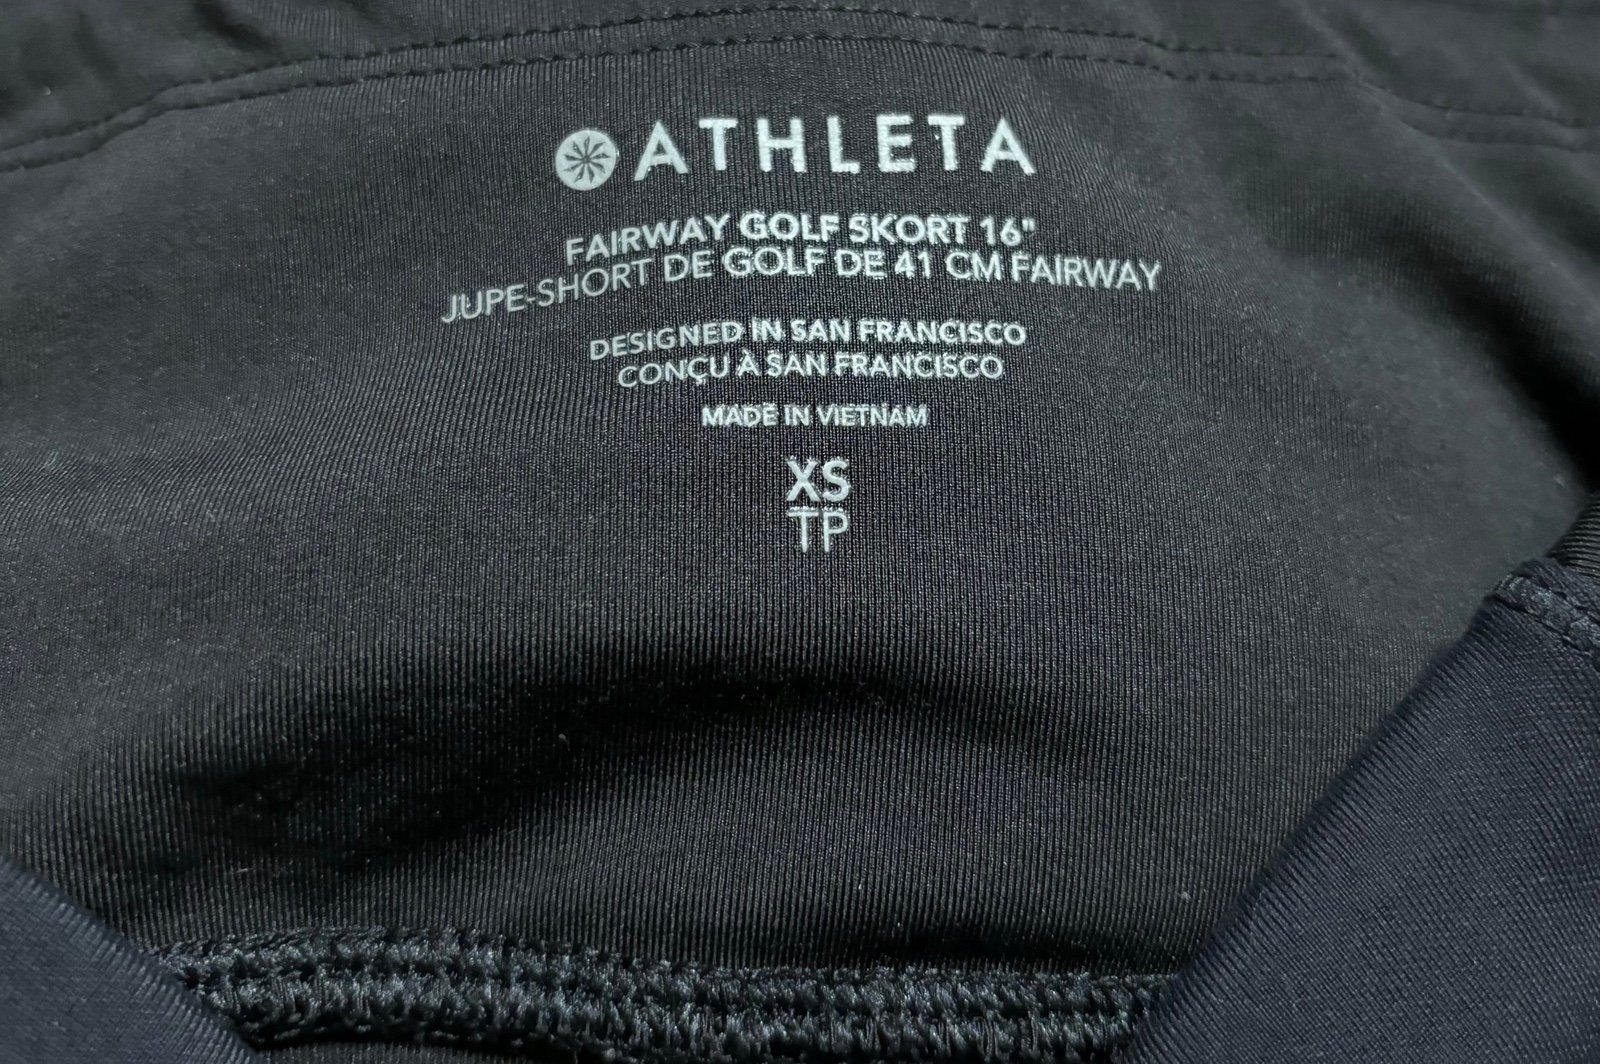 ATHLETA
FAIRWAY GOLF SKORT 16"
JUPE-SHORT DE GOLF DE 41 CM FAIRWAY
DESIGNED IN SAN FRANCISCO
CONÇU À SAN FRANCISCO
MADE IN VIETNAM
XS
TP